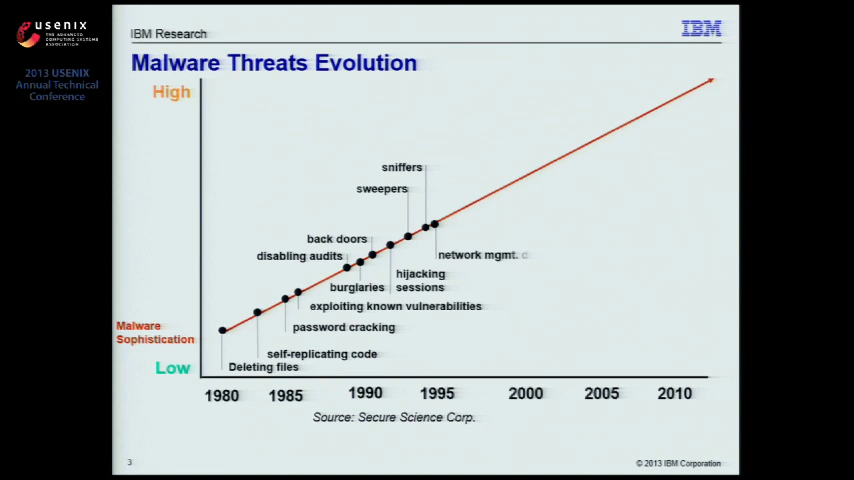 usenix
THE ADVANCED
COMPUTING SYSTEMS
ASSOCIATION
2013 USENIX
Annual Technical
Conference
IBM Research
IBM
Malware Threats Evolution
High
sniffers
sweepers
back doors
disabling audits
network mgmt.
hijacking
sessions
burglaries
exploiting known vulnerabilities
Malware
Sophistication
password cracking
self-replicating code
Low
Deleting files
1980 1985 1990 1995 2000 2005 2010
Source: Secure Science Corp.
3
© 2013 IBM Corporation